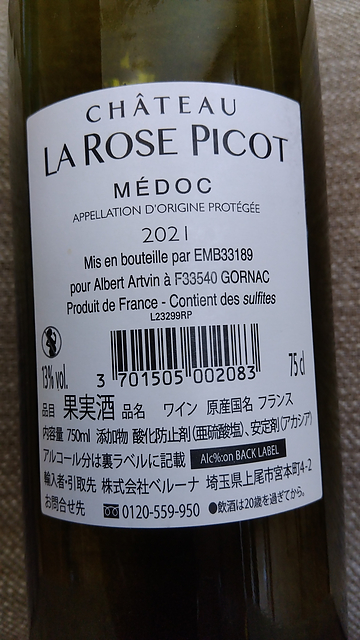 CHÂTEAU
LA ROSE PICOT
MÉDOC
APPELLATION D'ORIGINE PROTÉGÉE
2021
Mis en bouteille par EMB33189
pour Albert Artvin à F33540 GORNAC
Produit de France - Contient des sulfites
L23299RP
13% vol.
3 701505 002083
75 cl
品目 果実酒 品名 ワイン 原産国名 フランス
内容量 750ml 添加物 酸化防止剤(亜硫酸塩)、安定剤(アカシア)
アルコール分は裏ラベルに記載 Alc%:on BACK LABEL
輸入者・引取先 株式会社ベルーナ 埼玉県上尾市宮本町4-2
お問合せ先 0120-559-950 ●飲酒は20歳を過ぎてから。